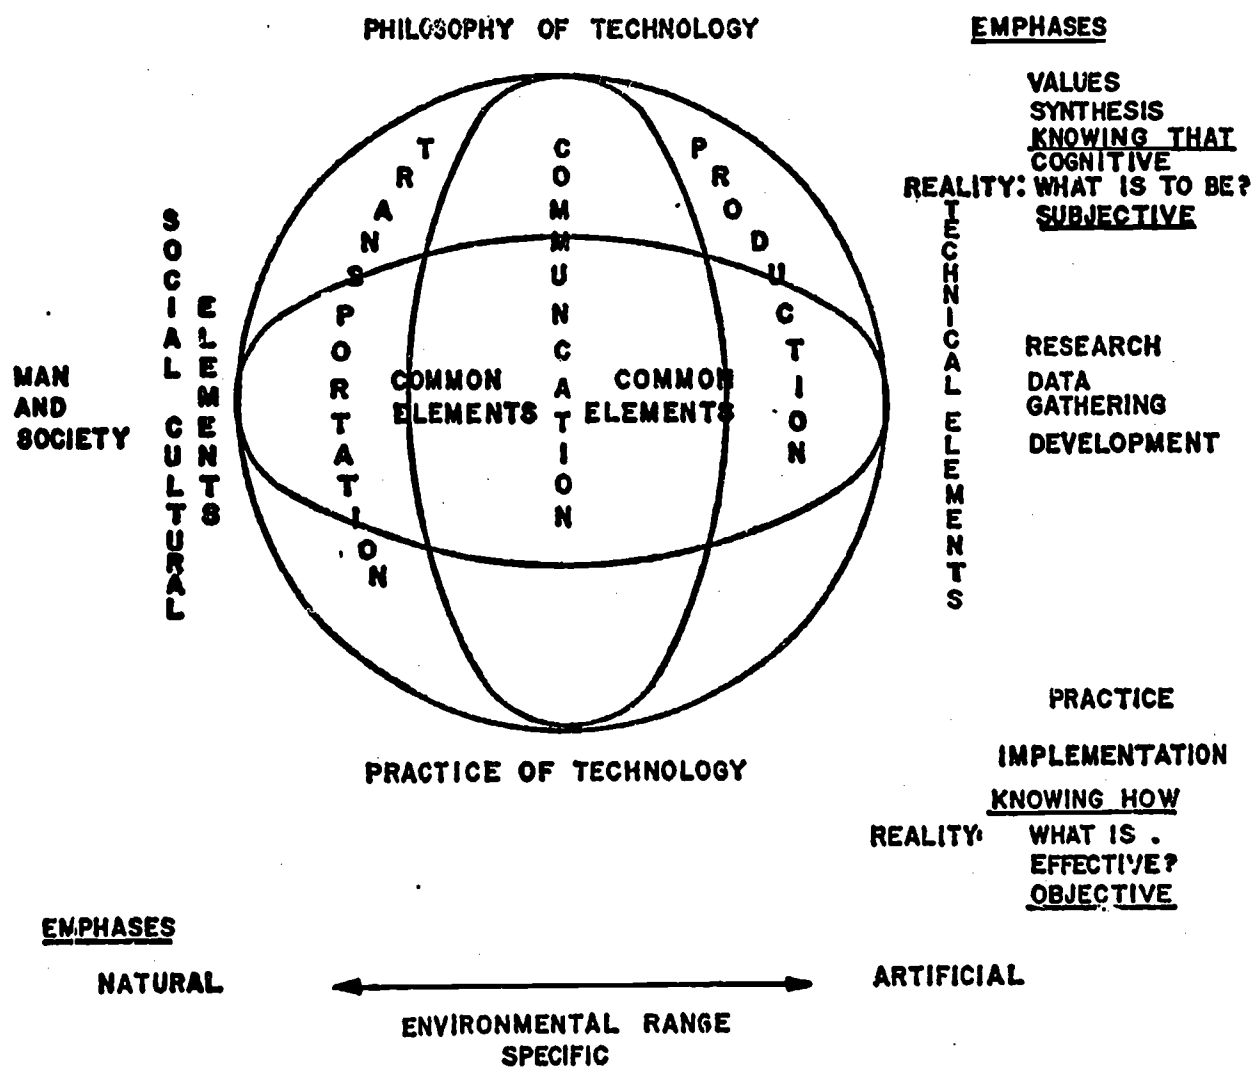 PHILOSOPHY OF TECHNOLOGY
EMPHASES
VALUES
SYNTHESIS
KNOWING THAT
COGNITIVE
REALITY: WHAT IS TO BE?
SUBJECTIVE
MAN
AND
SOCIETY
SOCIAL CULTURAL
ELEMENTS
TRANSPORTATION
COMMUNCATION
PRODUCTION
COMMON
ELEMENTS
COMMON
ELEMENTS
TECHNICAL ELEMENTS
RESEARCH
DATA
GATHERING
DEVELOPMENT
PRACTICE
IMPLEMENTATION
KNOWING HOW
REALITY: WHAT IS .
EFFECTIVE?
OBJECTIVE
PRACTICE OF TECHNOLOGY
EMPHASES
NATURAL
ARTIFICIAL
ENVIRONMENTAL RANGE
SPECIFIC